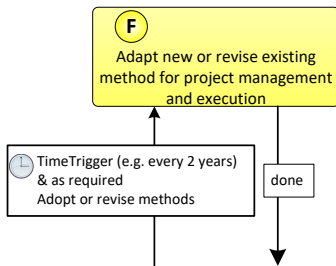 F
Adapt new or revise existing
method for project management
and execution
TimeTrigger (e.g. every 2 years)
& as required
Adopt or revise methods
done